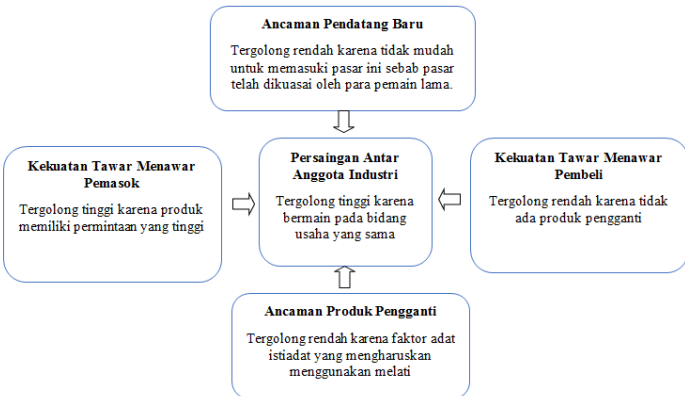 Ancaman Pendatang Baru
Tergolong rendah karena tidak mudah
untuk memasuki pasar ini sebab pasar
telah dikuasai oleh para pemain lama.
Kekuatan Tawar Menawar
Pemasok
Tergolong tinggi karena produk
memiliki permintaan yang tinggi
Persaingan Antar
Anggota Industri
Tergolong tinggi karena
bermain pada bidang
usaha yang sama
Kekuatan Tawar Menawar
Pembeli
Tergolong rendah karena tidak
ada produk pengganti
Ancaman Produk Pengganti
Tergolong rendah karena faktor adat
istiadat yang mengharuskan
menggunakan melati